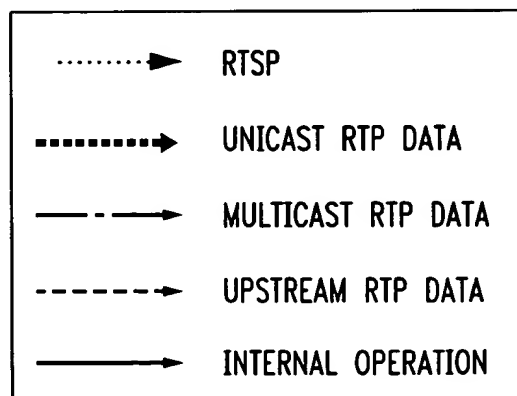 RTSP
UNICAST RTP DATA
MULTICAST RTP DATA
UPSTREAM RTP DATA
INTERNAL OPERATION